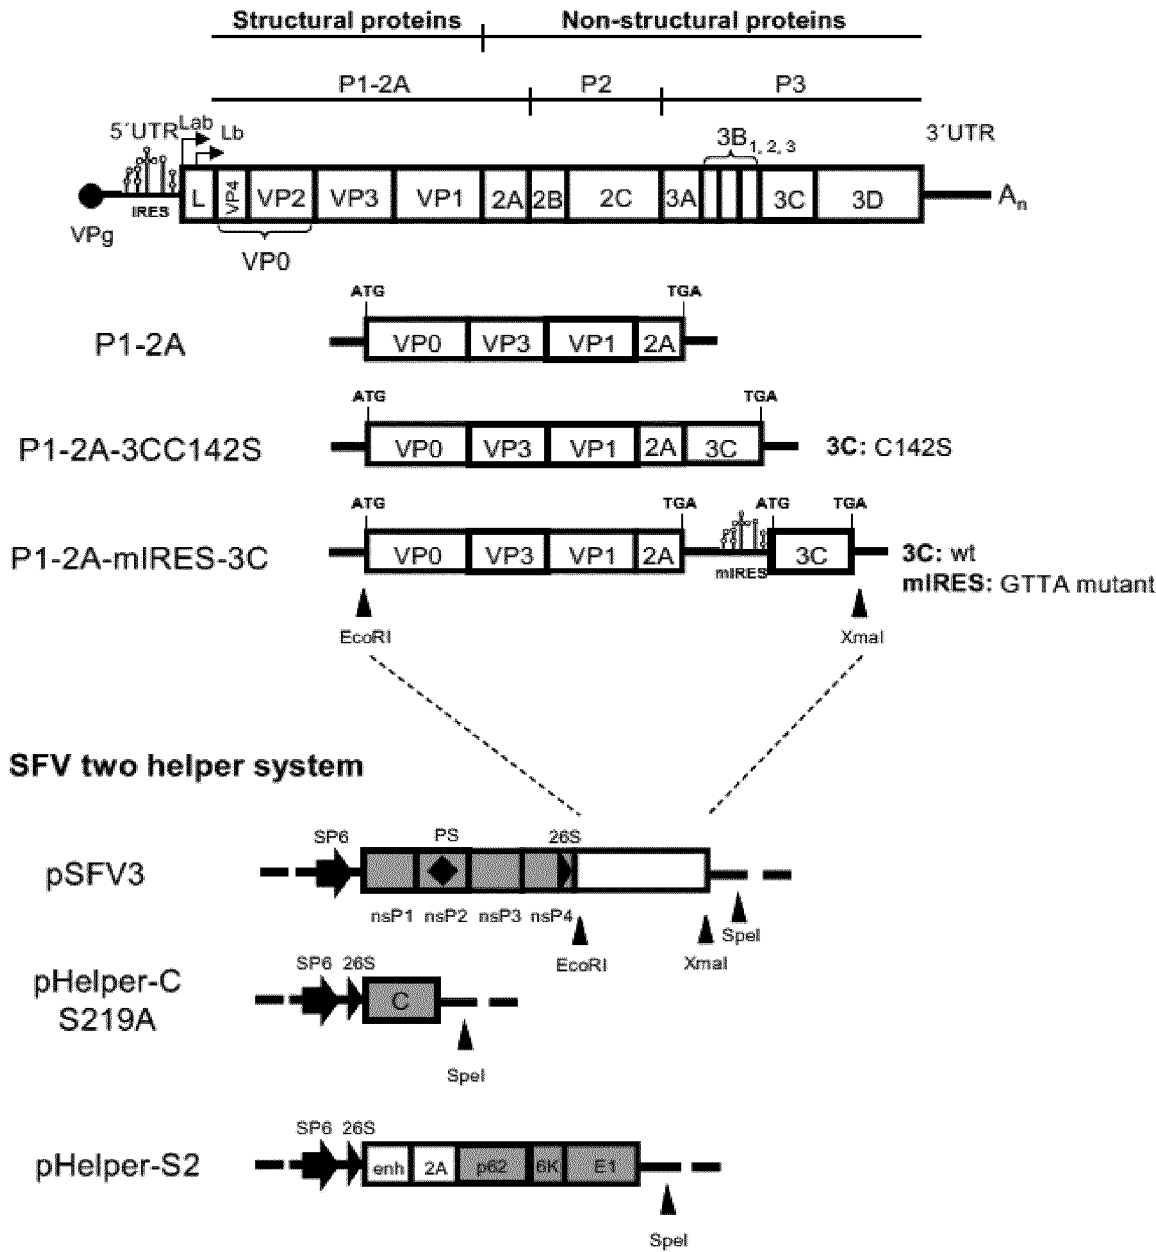 Structural proteins Non-structural proteins
P1-2A P2 P3
5´UTR Lab Lb 3B1, 2, 3 3´UTR
L VP4 VP2 VP3 VP1 2A 2B 2C 3A 3C 3D An
IRES
VPg
VP0
ATG TGA
P1-2A VP0 VP3 VP1 2A
ATG TGA
P1-2A-3CC142S VP0 VP3 VP1 2A 3C 3C: C142S
ATG TGA ATG TGA
P1-2A-mIRES-3C VP0 VP3 VP1 2A mIRES 3C 3C: wt
mIRES: GTTA mutant
EcoRI XmaI
SFV two helper system
SP6 PS 26S
pSFV3
nsP1 nsP2 nsP3 nsP4 SpeI
EcoRI XmaI
SP6 26S
pHelper-C C
S219A
SpeI
SP6 26S
pHelper-S2 enh 2A p62 6K E1
SpeI